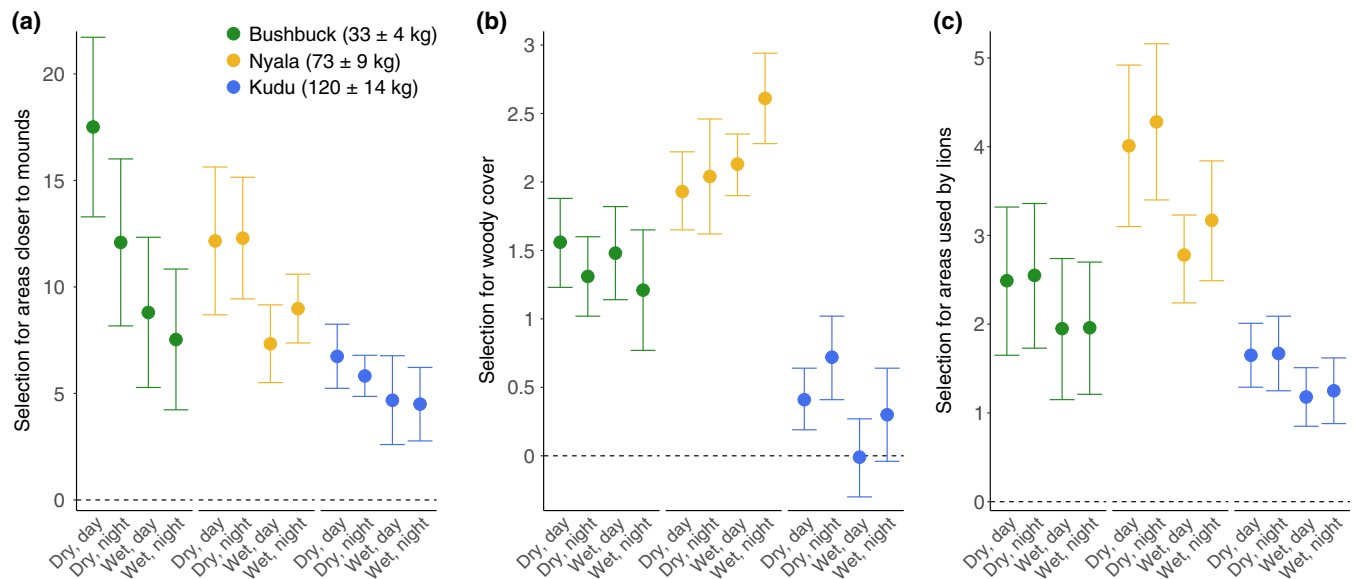 (a)
Selection for areas closer to mounds
20
15
10
5
0
Bushbuck (33 ± 4 kg)
Nyala (73 ± 9 kg)
Kudu (120 ± 14 kg)
Dry, day
Dry, night
Wet, day
Wet, night
Dry, day
Dry, night
Wet, day
Wet, night
Dry, day
Dry, night
Wet, day
Wet, night
(b)
Selection for woody cover
3
2.5
2
1.5
1
0.5
0
Dry, day
Dry, night
Wet, day
Wet, night
Dry, day
Dry, night
Wet, day
Wet, night
Dry, day
Dry, night
Wet, day
Wet, night
(c)
Selection for areas used by lions
5
4
3
2
1
0
Dry, day
Dry, night
Wet, day
Wet, night
Dry, day
Dry, night
Wet, day
Wet, night
Dry, day
Dry, night
Wet, day
Wet, night